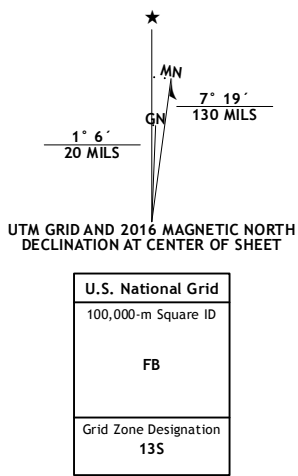 ★
MN
GN
7° 19´
130 MILS
1° 6´
20 MILS
UTM GRID AND 2016 MAGNETIC NORTH
DECLINATION AT CENTER OF SHEET
U.S. National Grid
100,000-m Square ID
FB
Grid Zone Designation
13S